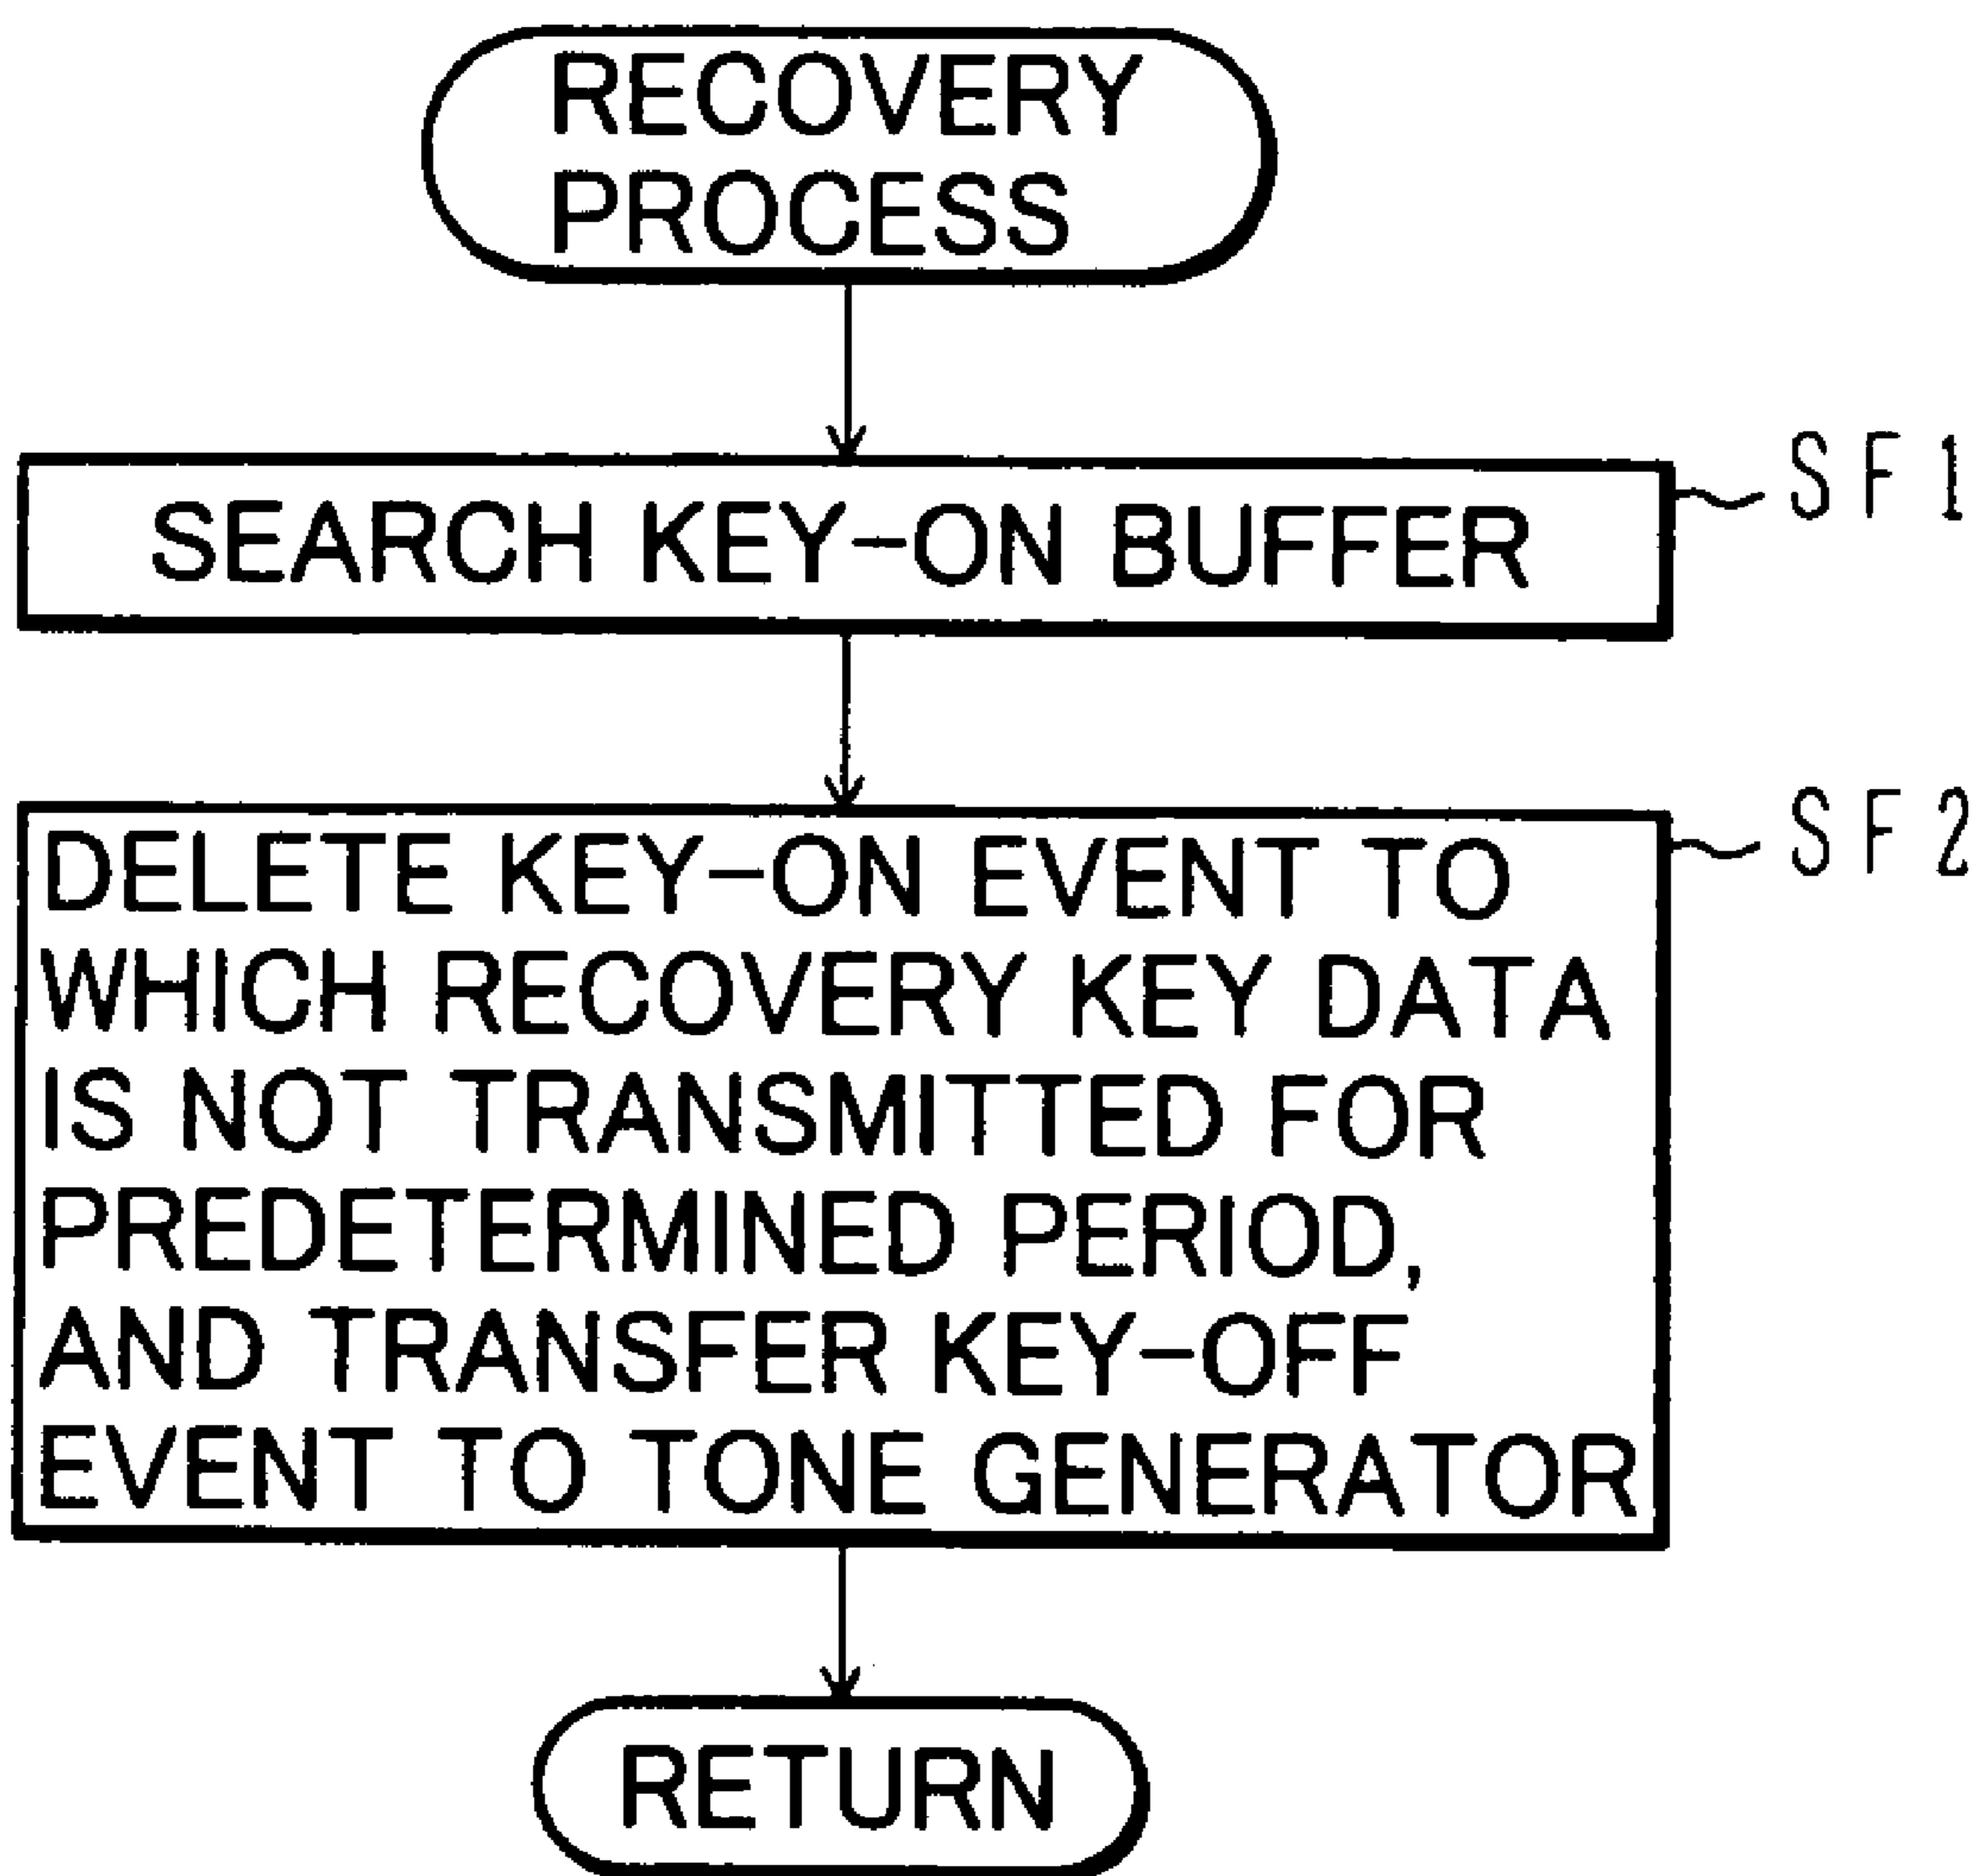 RECOVERY
PROCESS
SEARCH KEY-ON BUFFER
SF1
DELETE KEY-ON EVENT TO
WHICH RECOVERY KEY DATA
IS NOT TRANSMITTED FOR
PREDETERMINED PERIOD,
AND TRANSFER KEY-OFF
EVENT TO TONE GENERATOR
SF2
RETURN